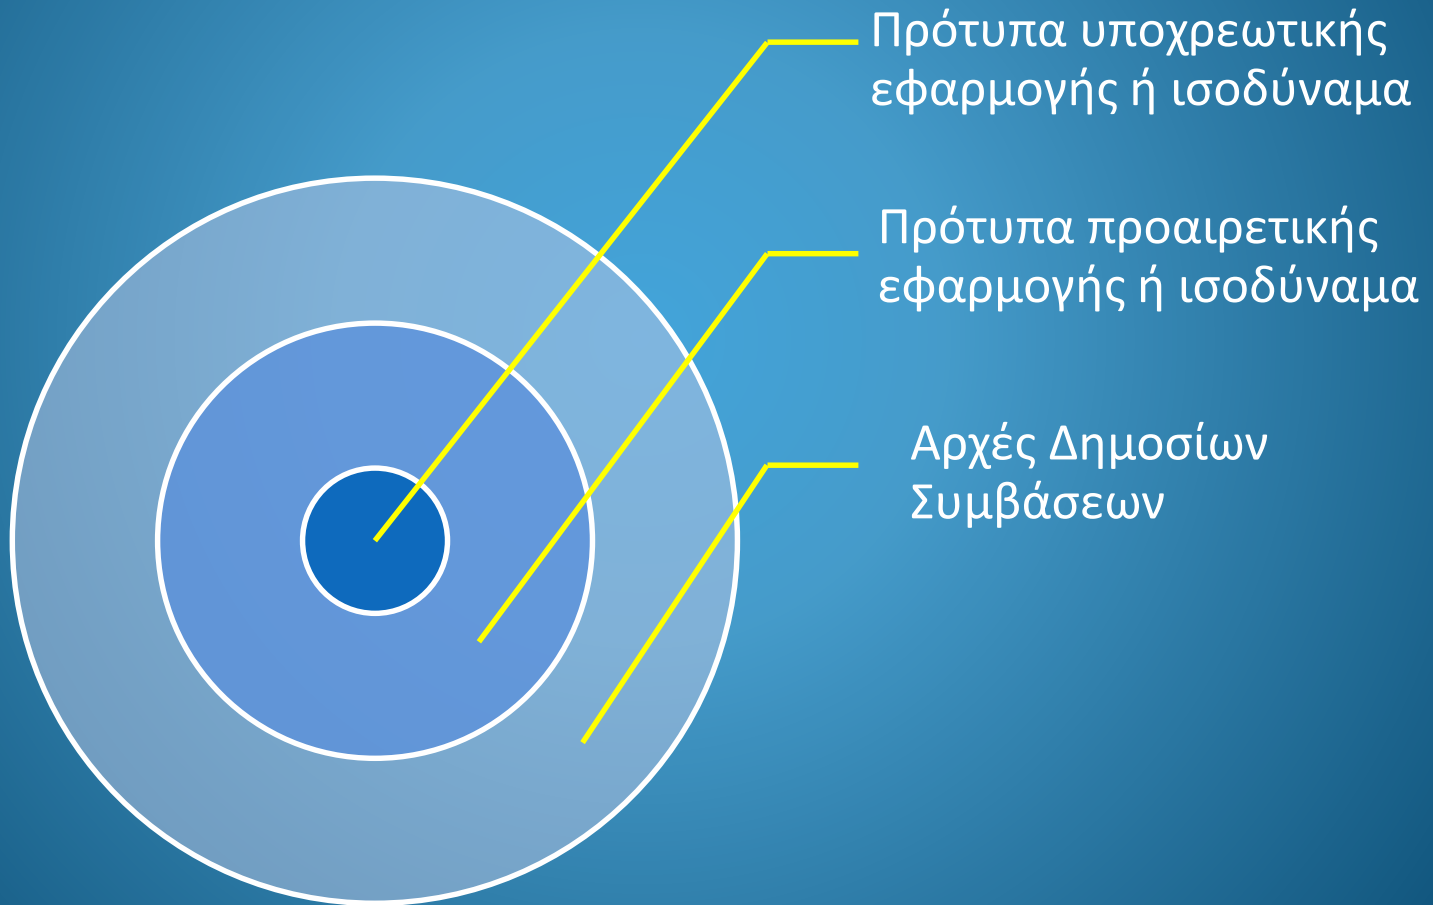 Πρότυπα υποχρεωτικής
εφαρμογής ή ισοδύναμα
Πρότυπα προαιρετικής
εφαρμογής ή ισοδύναμα
Αρχές Δημοσίων
Συμβάσεων